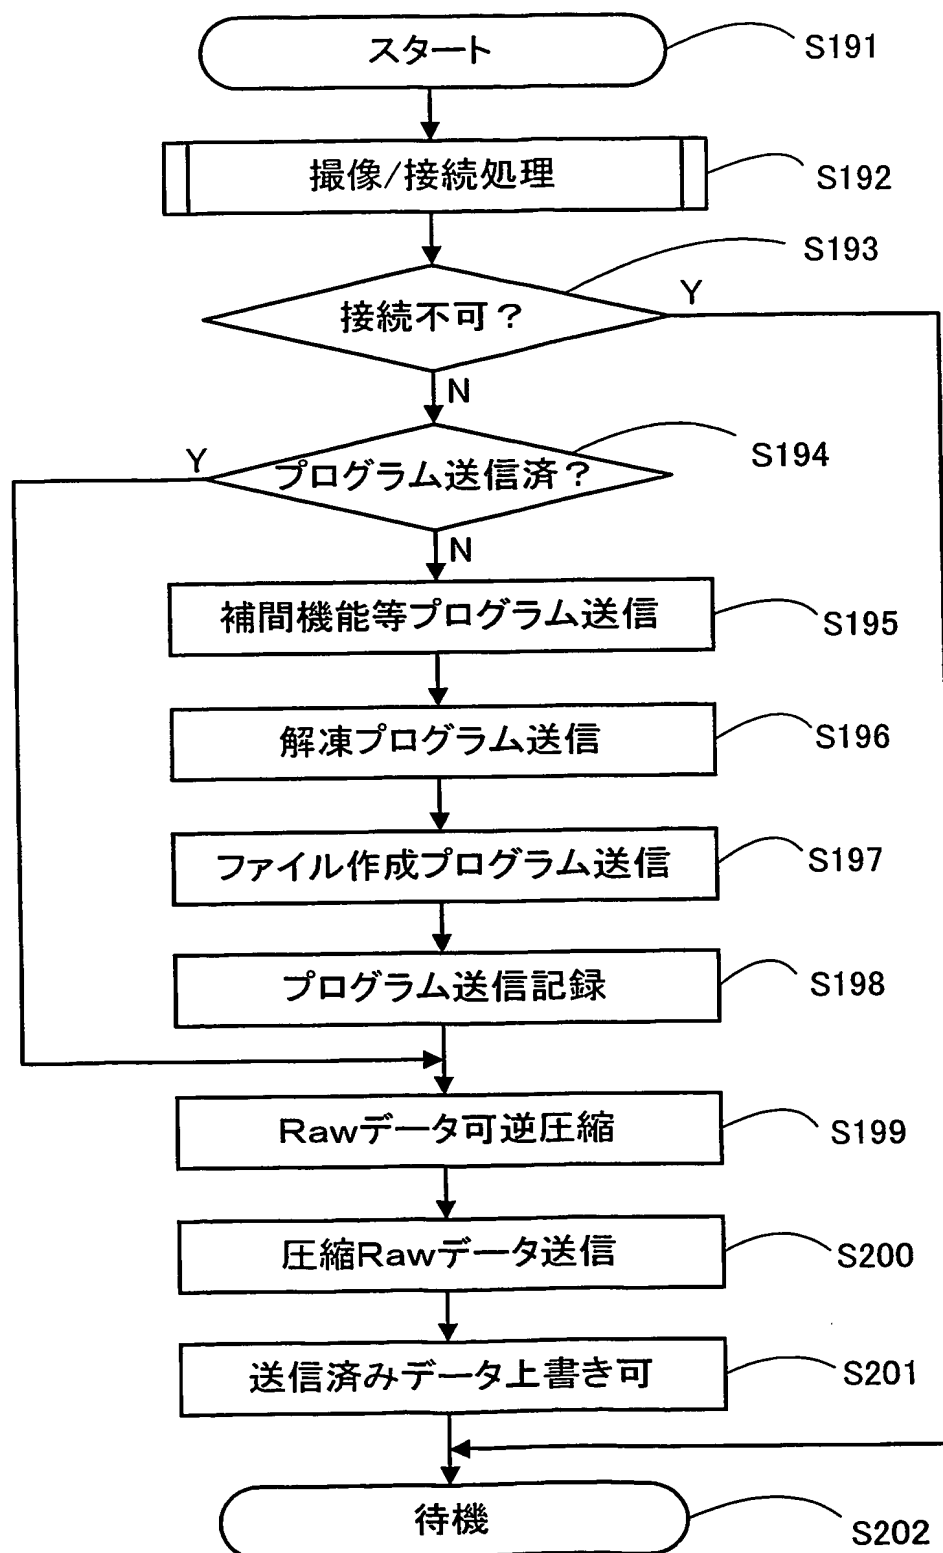 スタート
S191
撮像/接続処理
S192
S193
接続不可？
Y
N
S194
Y
プログラム送信済？
N
補間機能等プログラム送信
S195
解凍プログラム送信
S196
ファイル作成プログラム送信
S197
プログラム送信記録
S198
Rawデータ可逆圧縮
S199
圧縮Rawデータ送信
S200
送信済みデータ上書き可
S201
待機
S202